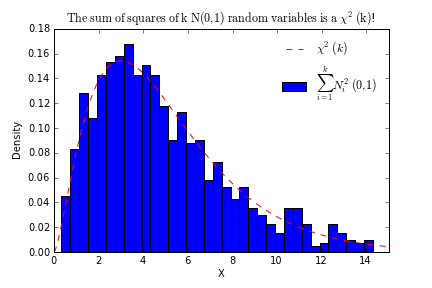 The sum of squares of k N(0,1) random variables is a χ² (k)!
0.18
0.16
0.14
0.12
0.10
0.08
0.06
0.04
0.02
0.00
Density
χ² (k)
k
∑ N_i² (0,1)
i=1
0 2 4 6 8 10 12 14
X